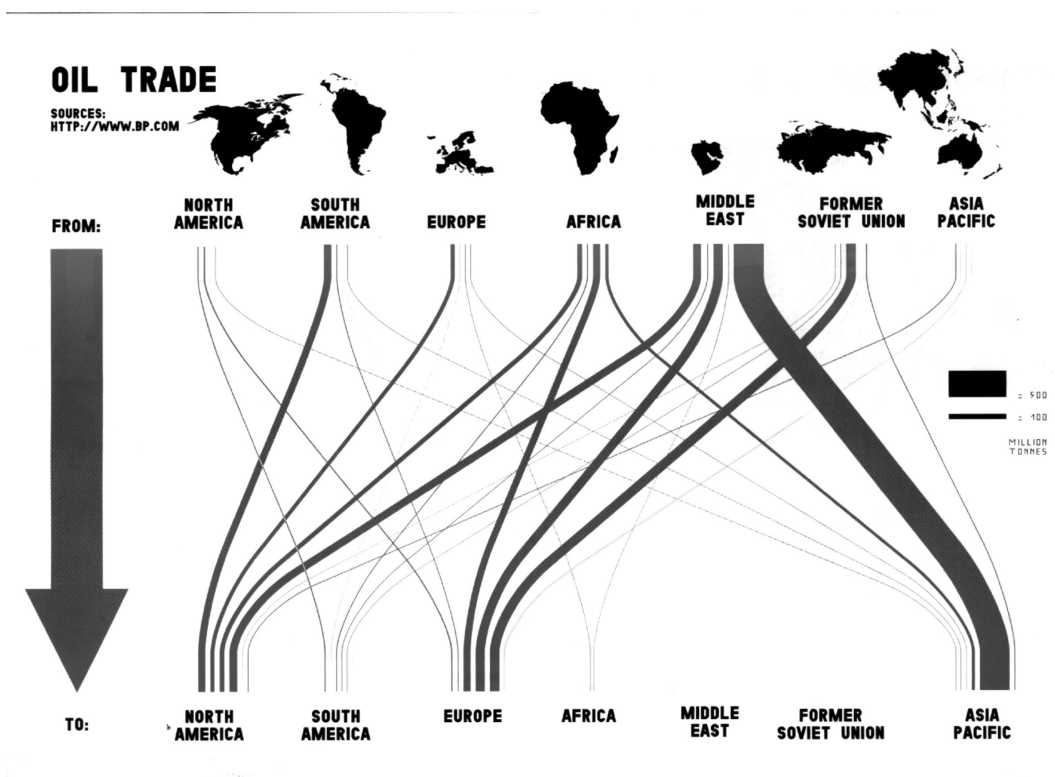 OIL TRADE
SOURCES:
HTTP://WWW.BP.COM
FROM:
NORTH
AMERICA
SOUTH
AMERICA
EUROPE
AFRICA
MIDDLE
EAST
FORMER
SOVIET UNION
ASIA
PACIFIC
= 500
= 100
MILLION
TONNES
TO:
NORTH
AMERICA
SOUTH
AMERICA
EUROPE
AFRICA
MIDDLE
EAST
FORMER
SOVIET UNION
ASIA
PACIFIC